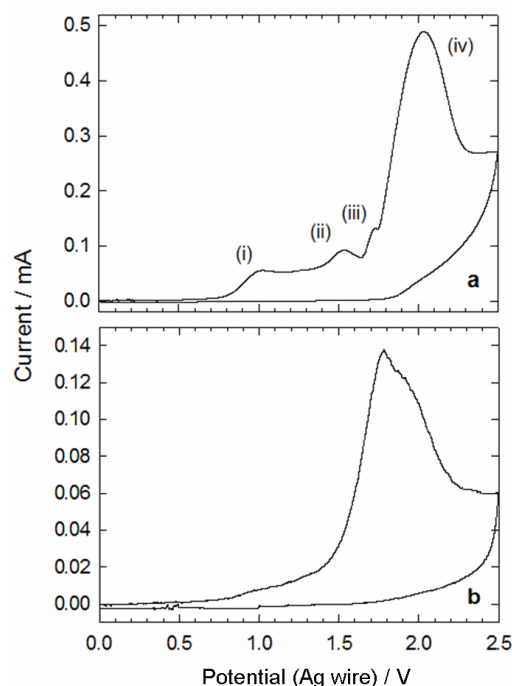 0.5
0.4
0.3
0.2
0.1
0.0
(i)
(ii)
(iii)
(iv)
a
Current / mA
0.14
0.12
0.10
0.08
0.06
0.04
0.02
0.00
b
0.0 0.5 1.0 1.5 2.0 2.5
Potential (Ag wire) / V